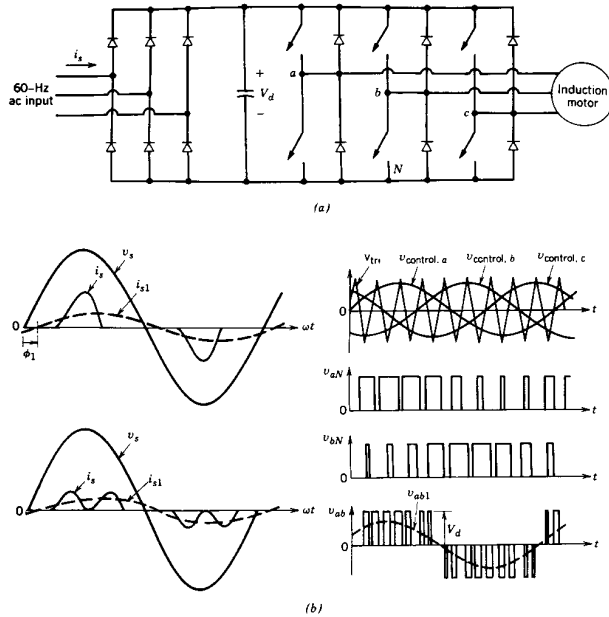 i_s
60-Hz
ac input
+
V_d
−
a
b
c
N
Induction
motor
(a)
v_s
i_s
i_s1
0
ωt
ϕ_1
v_s
i_s
i_s1
0
ωt
v_tri
v_control, a
v_control, b
v_control, c
0
t
v_aN
0
t
v_bN
0
t
v_ab
v_ab1
V_d
0
t
(b)